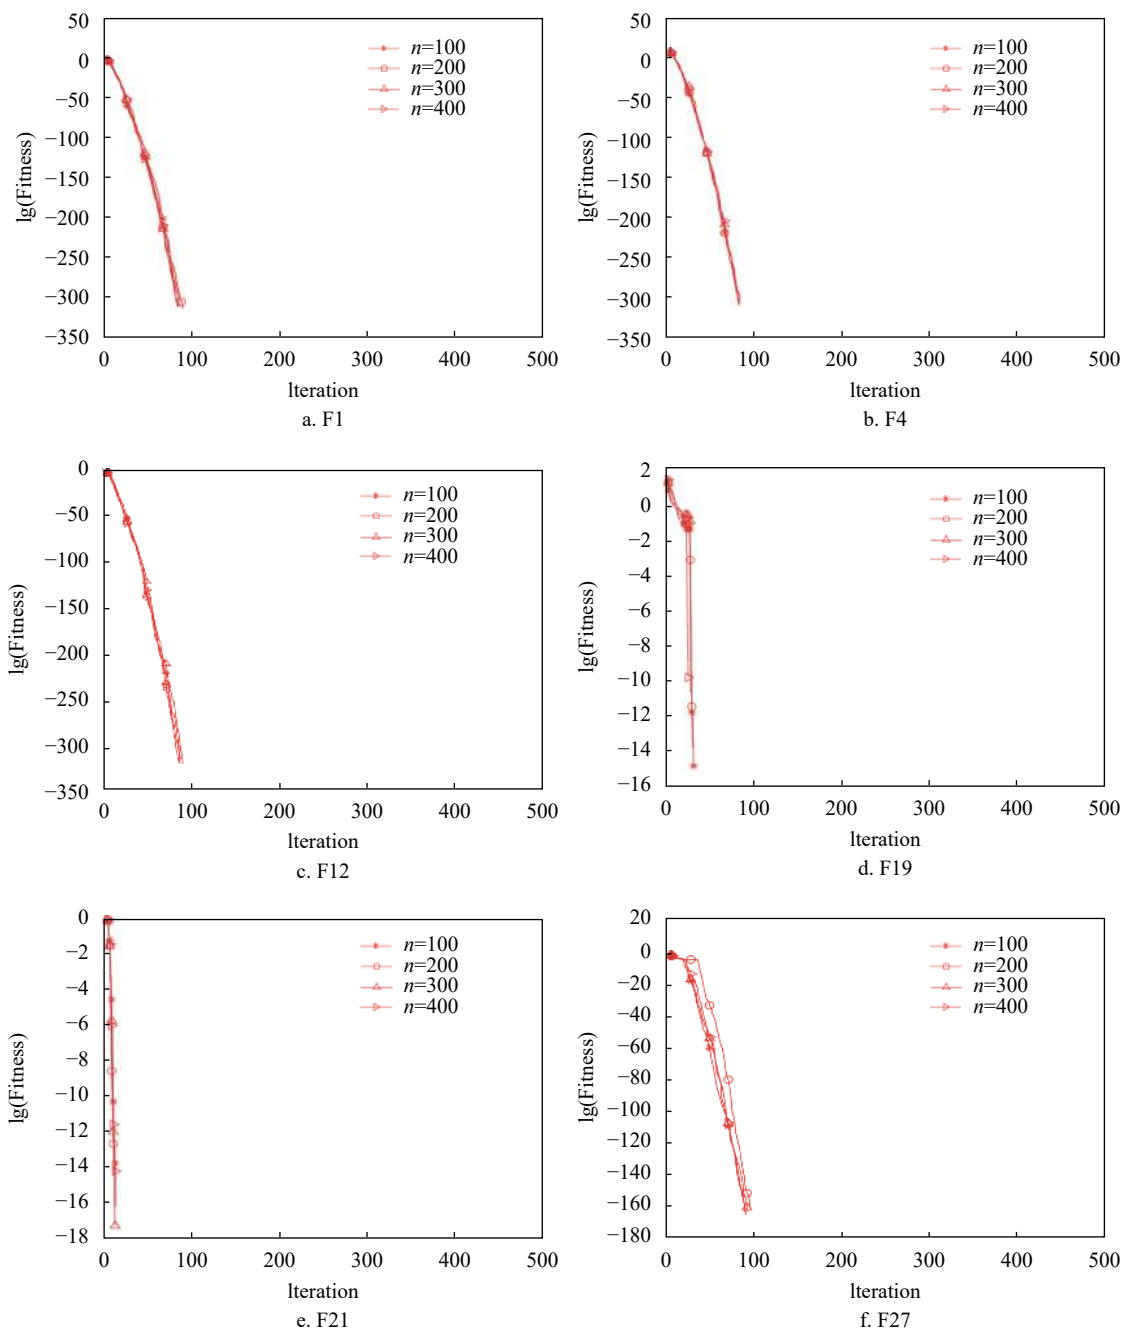 50
0
−50
−100
−150
−200
−250
−300
−350
lg(Fitness)
n=100
n=200
n=300
n=400
0 100 200 300 400 500
lteration
a. F1
50
0
−50
−100
−150
−200
−250
−300
−350
lg(Fitness)
n=100
n=200
n=300
n=400
0 100 200 300 400 500
lteration
b. F4
0
−50
−100
−150
−200
−250
−300
−350
lg(Fitness)
n=100
n=200
n=300
n=400
0 100 200 300 400 500
lteration
c. F12
2
0
−2
−4
−6
−8
−10
−12
−14
−16
lg(Fitness)
n=100
n=200
n=300
n=400
0 100 200 300 400 500
lteration
d. F19
0
−2
−4
−6
−8
−10
−12
−14
−16
−18
lg(Fitness)
n=100
n=200
n=300
n=400
0 100 200 300 400 500
lteration
e. F21
20
0
−20
−40
−60
−80
−100
−120
−140
−160
−180
lg(Fitness)
n=100
n=200
n=300
n=400
0 100 200 300 400 500
lteration
f. F27